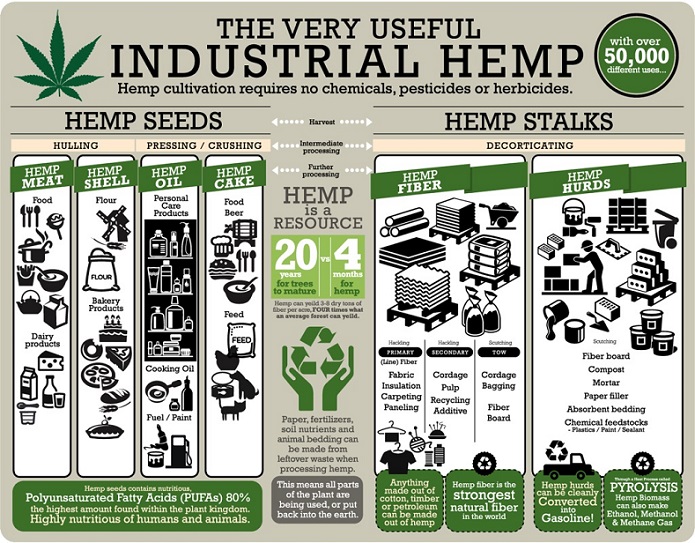 THE VERY USEFUL
INDUSTRIAL HEMP
Hemp cultivation requires no chemicals, pesticides or herbicides.
with over
50,000
different uses...
HEMP SEEDS
Harvest
HEMP STALKS
HULLING
PRESSING / CRUSHING
Intermediate
processing
DECORTICATING
Further
processing
HEMP
MEAT
Food
Dairy
products
HEMP
SHELL
Flour
FLOUR
Bakery
Products
HEMP
OIL
Personal
Care
Products
Cooking Oil
Fuel / Paint
HEMP
CAKE
Food
Beer
Feed
FEED
HEMP
is a
RESOURCE
20
years
for trees
to mature
vs
4
months
for
hemp
Hemp can yeild 3-8 dry tons of
fiber per acre, FOUR times what
an average forest can yeild.
Paper, fertilizers,
soil nutrients and
animal bedding can
be made from
leftover waste when
processing hemp.
This means all parts
of the plant are
being used, or put
back into the earth.
HEMP
FIBER
Hackling
PRIMARY
(Line) Fiber
Fabric
Insulation
Carpeting
Paneling
Hackling
SECONDARY
Cordage
Pulp
Recycling
Additive
Scutching
TOW
Cordage
Bagging
Fiber
Board
HEMP
HURDS
Scutching
Fiber board
Compost
Mortar
Paper filler
Absorbent bedding
Chemical feedstocks
- Plastics / Paint / Sealant
Hemp seeds contains nutritious,
Polyunsaturated Fatty Acids (PUFAs) 80%
the highest amount found within the plant kingdom.
Highly nutritious of humans and animals.
Anything
made out of
cotton, timber
or petroleum
can be made
out of hemp
Hemp fiber is the
strongest
natural fiber
in the world
Hemp hurds
can be cleanly
Converted
into
Gasoline!
Through a Heat Process called
PYROLYSIS
Hemp Biomass
can also make
Ethanol, Methanol
& Methane Gas